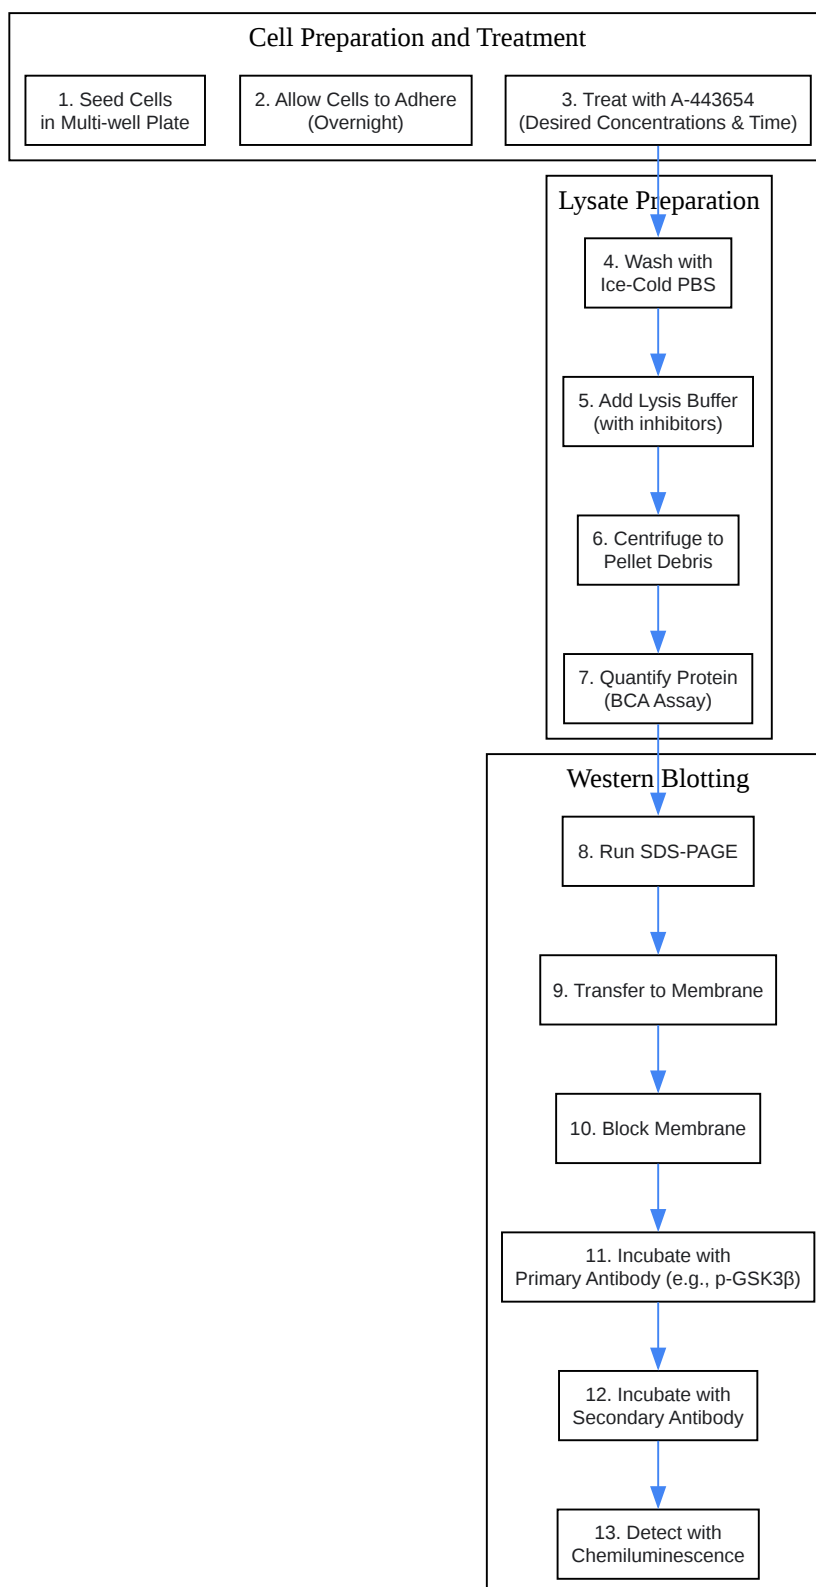 Cell Preparation and Treatment
1. Seed Cells
in Multi-well Plate
2. Allow Cells to Adhere
(Overnight)
3. Treat with A-443654
(Desired Concentrations & Time)
Lysate Preparation
4. Wash with
Ice-Cold PBS
5. Add Lysis Buffer
(with inhibitors)
6. Centrifuge to
Pellet Debris
7. Quantify Protein
(BCA Assay)
Western Blotting
8. Run SDS-PAGE
9. Transfer to Membrane
10. Block Membrane
11. Incubate with
Primary Antibody (e.g., p-GSK3β)
12. Incubate with
Secondary Antibody
13. Detect with
Chemiluminescence